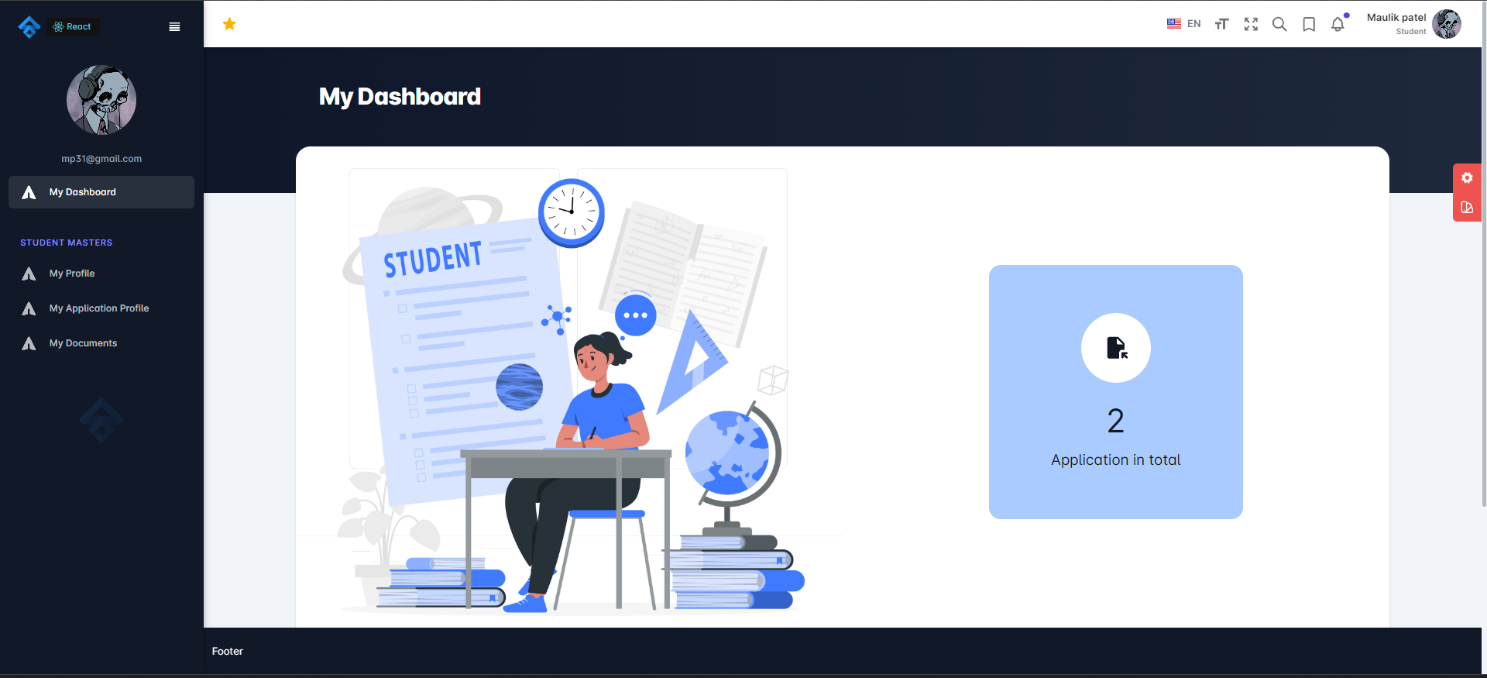 React
EN
Maulik patel
Student
My Dashboard
mp31@gmail.com
My Dashboard
STUDENT MASTERS
My Profile
My Application Profile
My Documents
STUDENT
2
Application in total
Footer